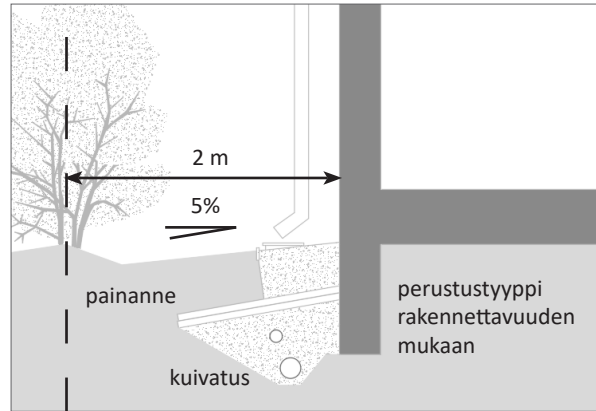 2 m
5%
painanne
perustustyyppi
rakennettavuuden
mukaan
kuivatus